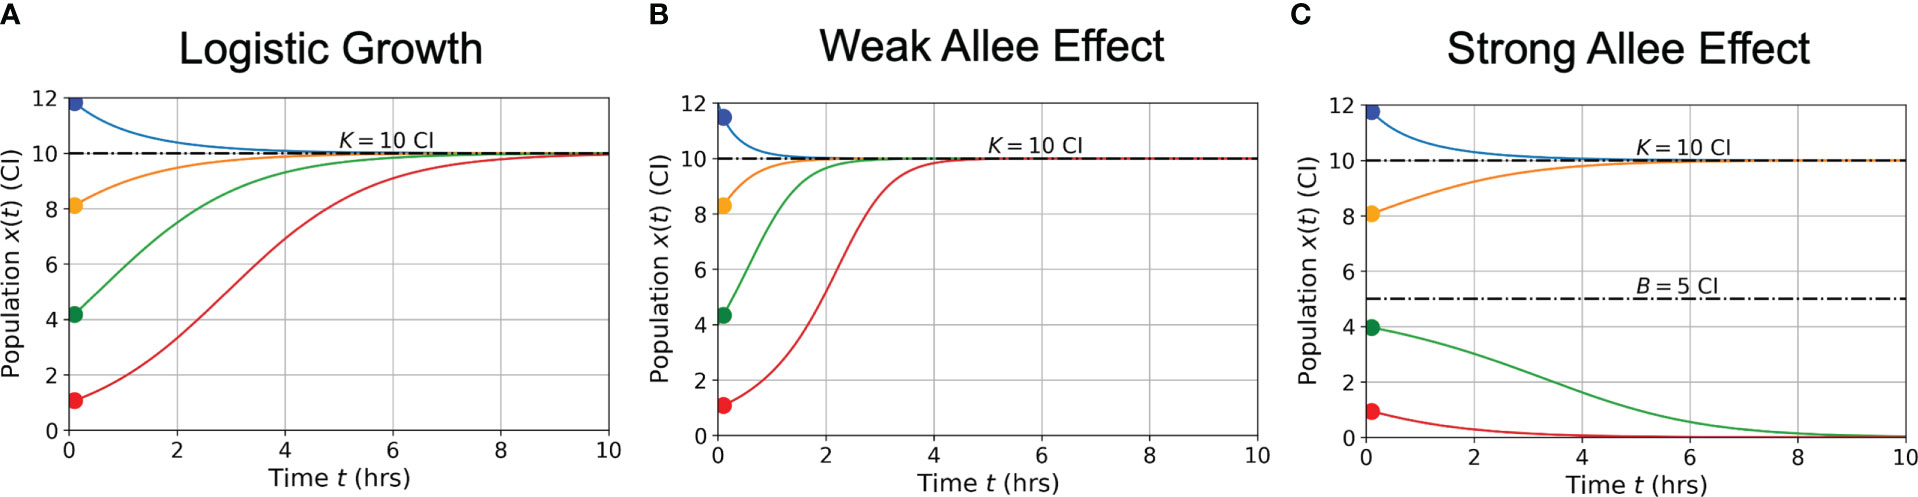 A
Logistic Growth
12
10
8
6
4
2
0
K = 10 CI
0 2 4 6 8 10
Time t (hrs)
Population x(t) (CI)
B
Weak Allee Effect
12
10
8
6
4
2
0
K = 10 CI
0 2 4 6 8 10
Time t (hrs)
Population x(t) (CI)
C
Strong Allee Effect
12
10
8
6
4
2
0
K = 10 CI
B = 5 CI
0 2 4 6 8 10
Time t (hrs)
Population x(t) (CI)